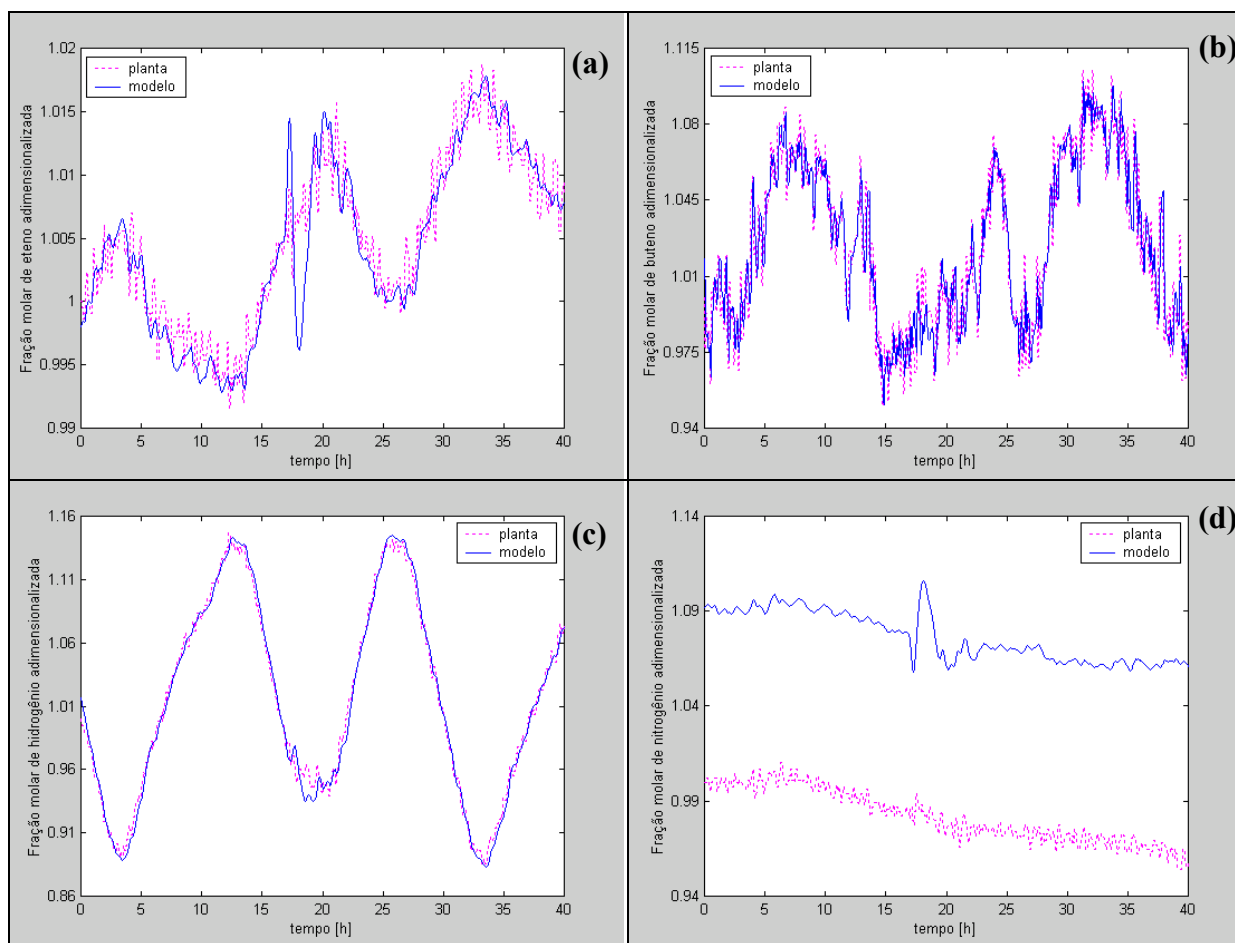 (a)
Fração molar de eteno adimensionalizada
1.02
1.015
1.01
1.005
1
0.995
0.99
planta
modelo
0 5 10 15 20 25 30 35 40
tempo [h]
(b)
Fração molar de buteno adimensionalizada
1.115
1.08
1.045
1.01
0.975
0.94
planta
modelo
0 5 10 15 20 25 30 35 40
tempo [h]
(c)
Fração molar de hidrogênio adimensionalizada
1.16
1.11
1.06
1.01
0.96
0.91
0.86
planta
modelo
0 5 10 15 20 25 30 35 40
tempo [h]
(d)
Fração molar de nitrogênio adimensionalizada
1.14
1.09
1.04
0.99
0.94
planta
modelo
0 5 10 15 20 25 30 35 40
tempo [h]